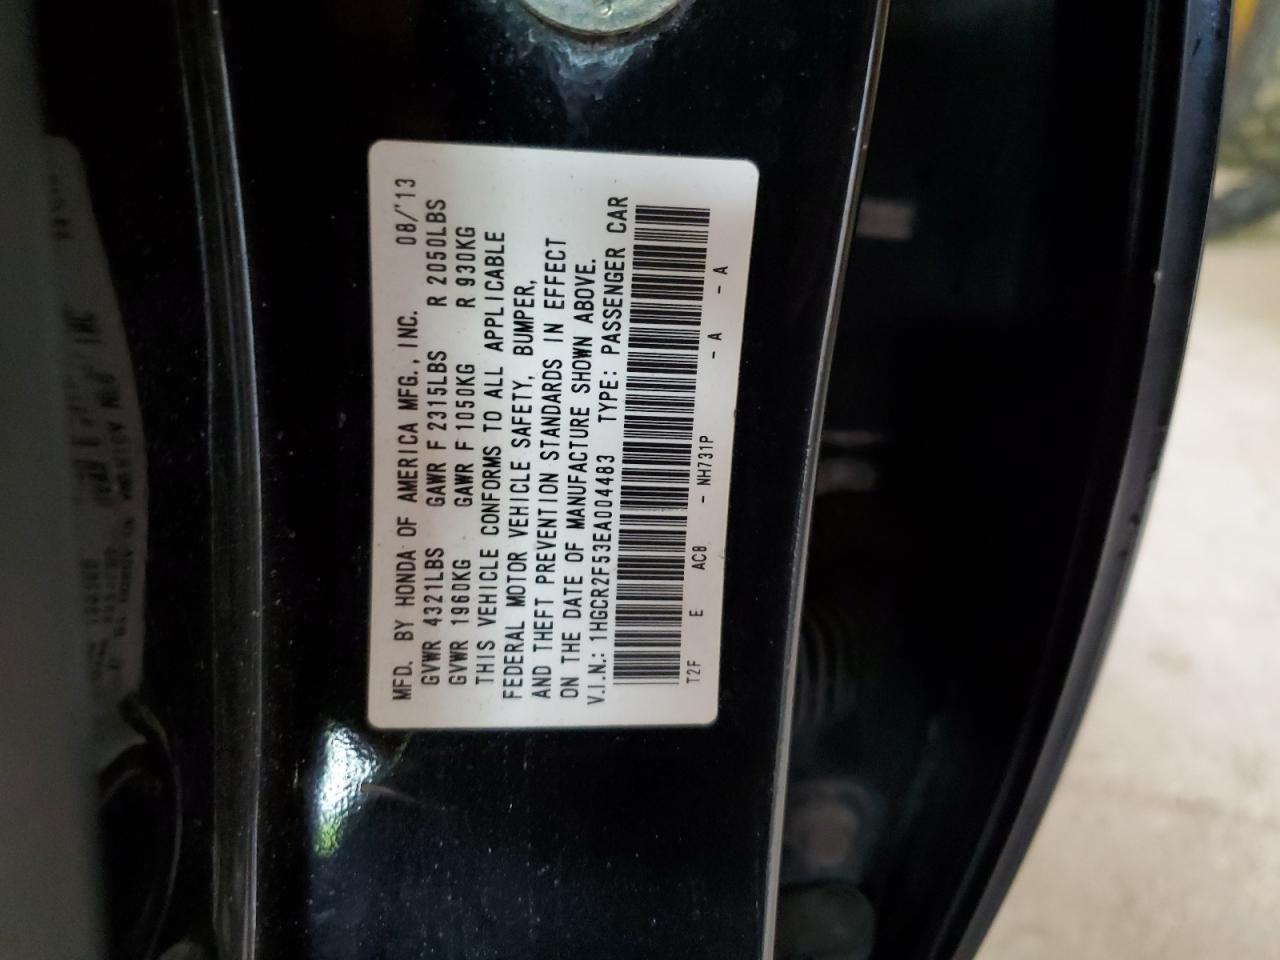 MFD. BY HONDA OF AMERICA MFG., INC. 08/'13
GVWR 4321LBS GAWR F 2315LBS R 2050LBS
GVWR 1960KG GAWR F 1050KG R 930KG
THIS VEHICLE CONFORMS TO ALL APPLICABLE
FEDERAL MOTOR VEHICLE SAFETY, BUMPER,
AND THEFT PREVENTION STANDARDS IN EFFECT
ON THE DATE OF MANUFACTURE SHOWN ABOVE.
V.I.N.: 1HGCR2F53EA004483 TYPE: PASSENGER CAR
T2F E AC8 - NH731P - A - A